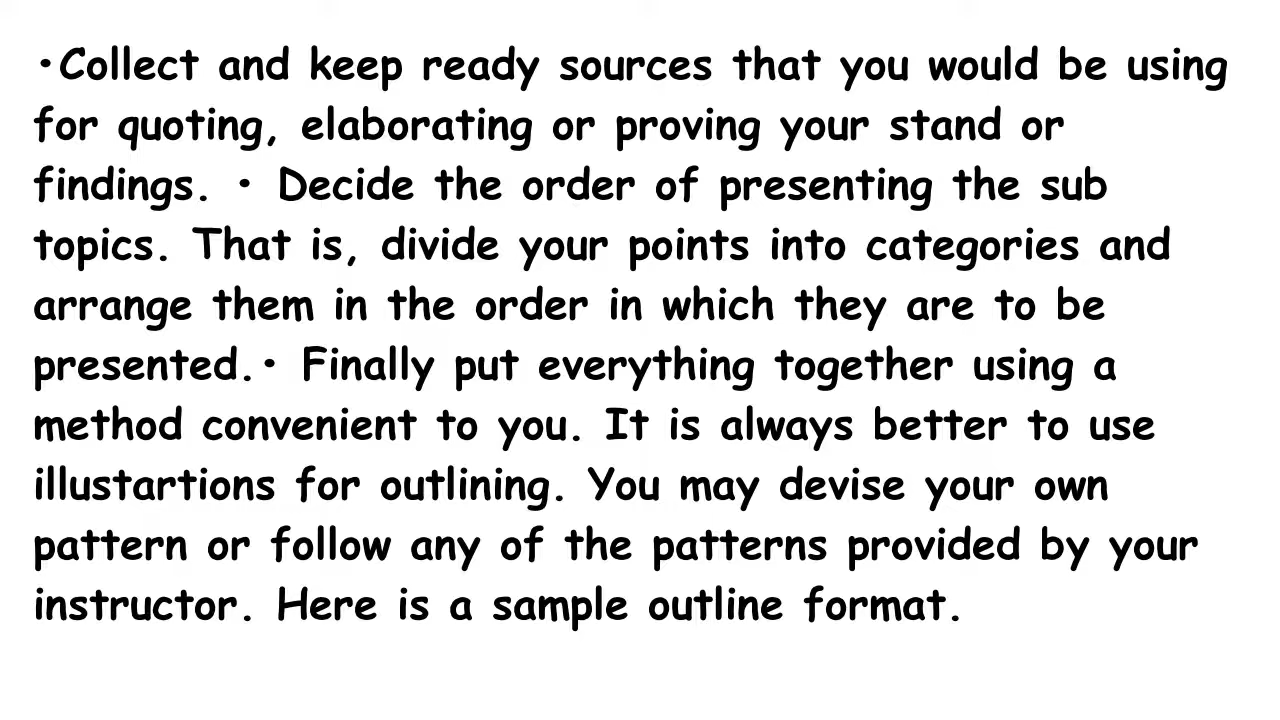 •Collect and keep ready sources that you would be using
for quoting, elaborating or proving your stand or
findings. • Decide the order of presenting the sub
topics. That is, divide your points into categories and
arrange them in the order in which they are to be
presented.• Finally put everything together using a
method convenient to you. It is always better to use
illustartions for outlining. You may devise your own
pattern or follow any of the patterns provided by your
instructor. Here is a sample outline format.